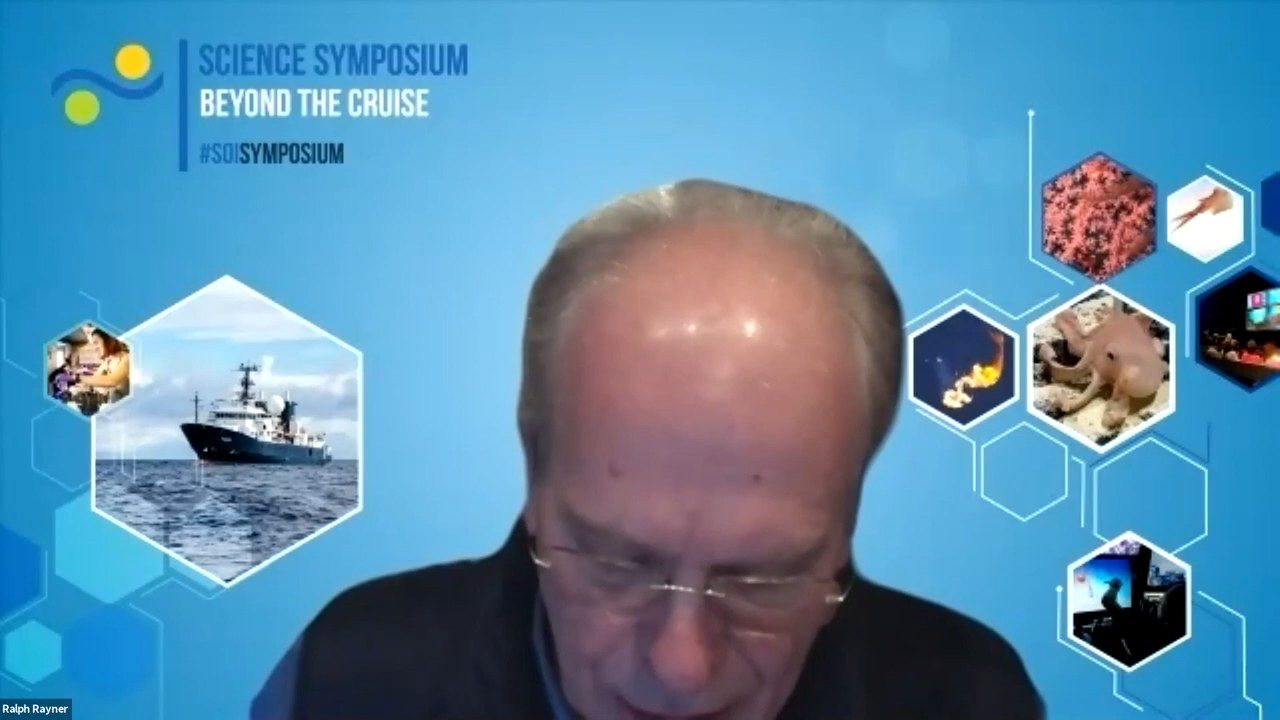 SCIENCE SYMPOSIUM
BEYOND THE CRUISE
#SOISYMPOSIUM
Ralph Rayner